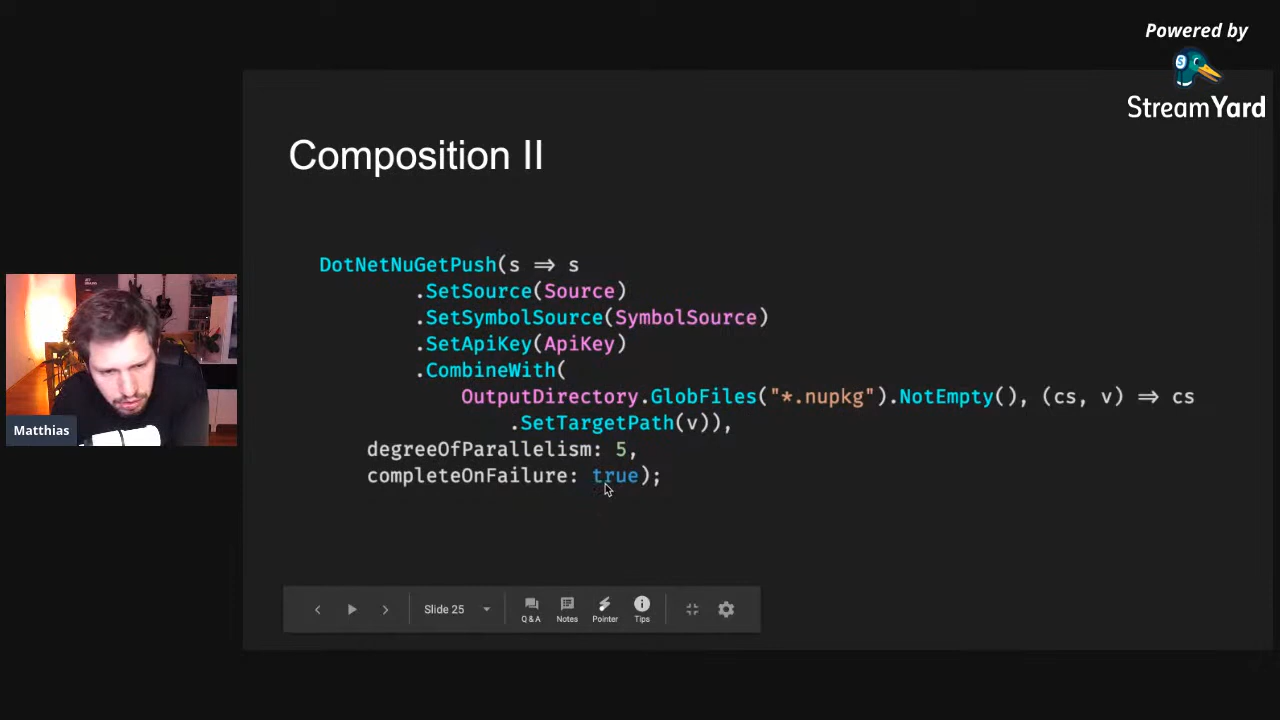 Powered by
StreamYard
Composition II
DotNetNuGetPush(s => s
.SetSource(Source)
.SetSymbolSource(SymbolSource)
.SetApiKey(ApiKey)
.CombineWith(
OutputDirectory.GlobFiles("*.nupkg").NotEmpty(), (cs, v) => cs
.SetTargetPath(v)),
degreeOfParallelism: 5,
completeOnFailure: true);
Matthias
Slide 25
Q & A Notes Pointer Tips